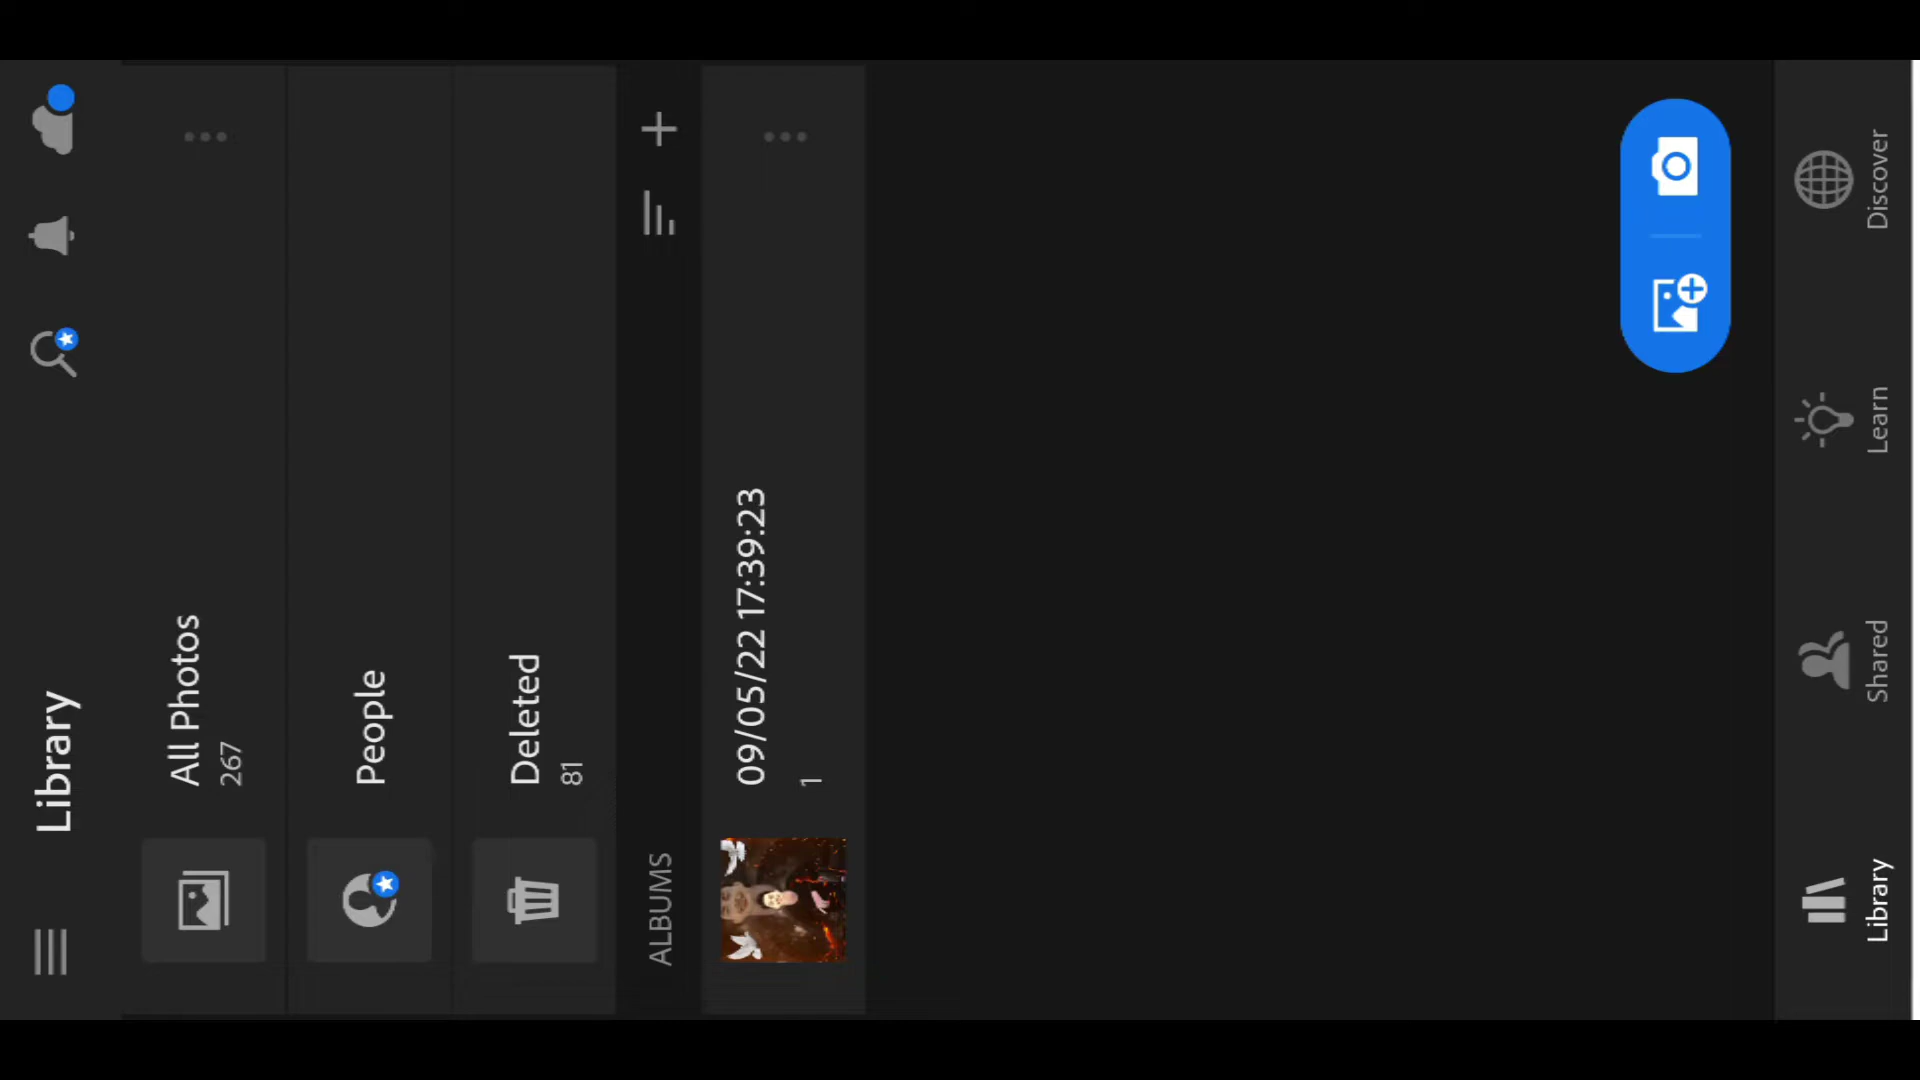 Library
All Photos
267
People
Deleted
81
ALBUMS
09/05/22 17:39:23
1
Library
Shared
Learn
Discover